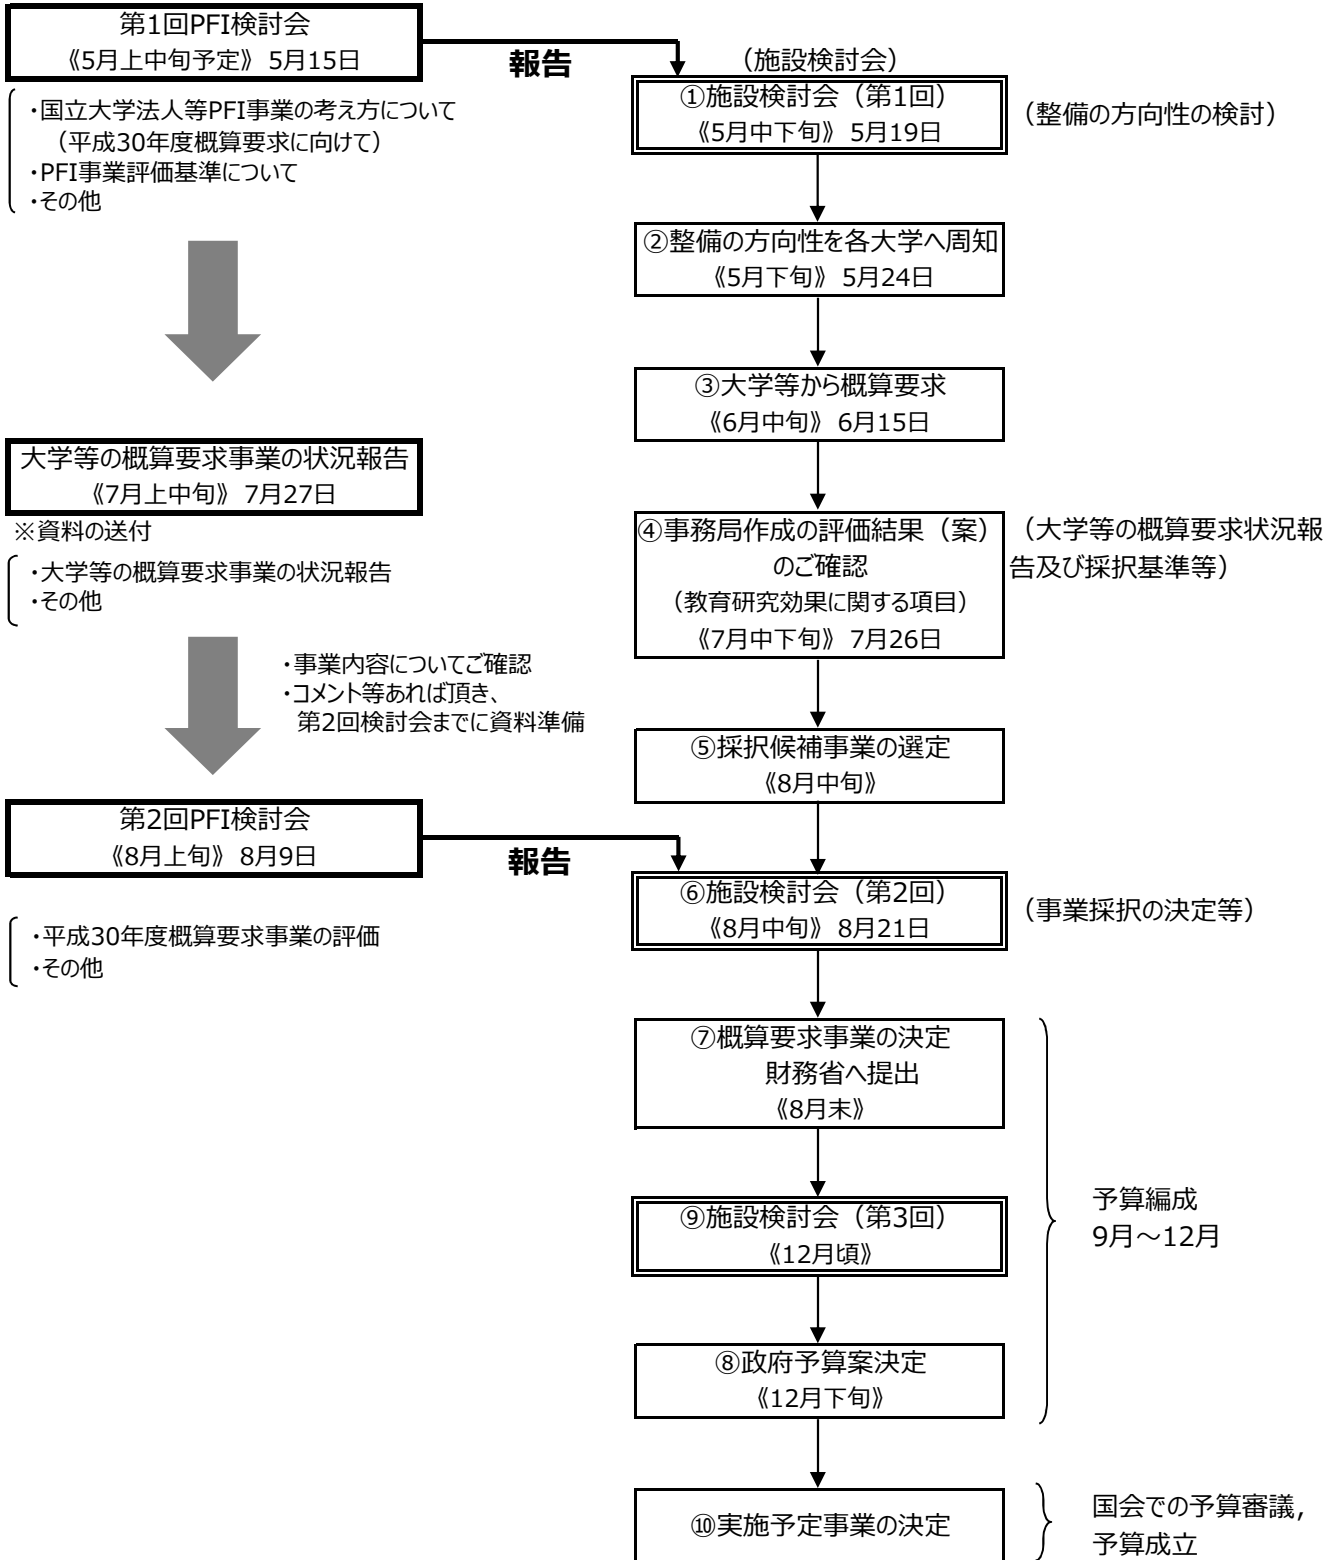 第1回PFI検討会
《5月上中旬予定》 5月15日
・国立大学法人等PFI事業の考え方について
（平成30年度概算要求に向けて）
・PFI事業評価基準について
・その他
報告
（施設検討会）
①施設検討会（第1回）
《5月中下旬》 5月19日
（整備の方向性の検討）
②整備の方向性を各大学へ周知
《5月下旬》 5月24日
③大学等から概算要求
《6月中旬》 6月15日
大学等の概算要求事業の状況報告
《7月上中旬》 7月27日
※資料の送付
・大学等の概算要求事業の状況報告
・その他
④事務局作成の評価結果（案）
のご確認
（教育研究効果に関する項目）
《7月中下旬》 7月26日
（大学等の概算要求状況報
告及び採択基準等）
・事業内容についてご確認
・コメント等あれば頂き、
第2回検討会までに資料準備
⑤採択候補事業の選定
《8月中旬》
第2回PFI検討会
《8月上旬》 8月9日
報告
・平成30年度概算要求事業の評価
・その他
⑥施設検討会（第2回）
《8月中旬》 8月21日
（事業採択の決定等）
⑦概算要求事業の決定
財務省へ提出
《8月末》
⑨施設検討会（第3回）
《12月頃》
予算編成
9月～12月
⑧政府予算案決定
《12月下旬》
⑩実施予定事業の決定
国会での予算審議,
予算成立